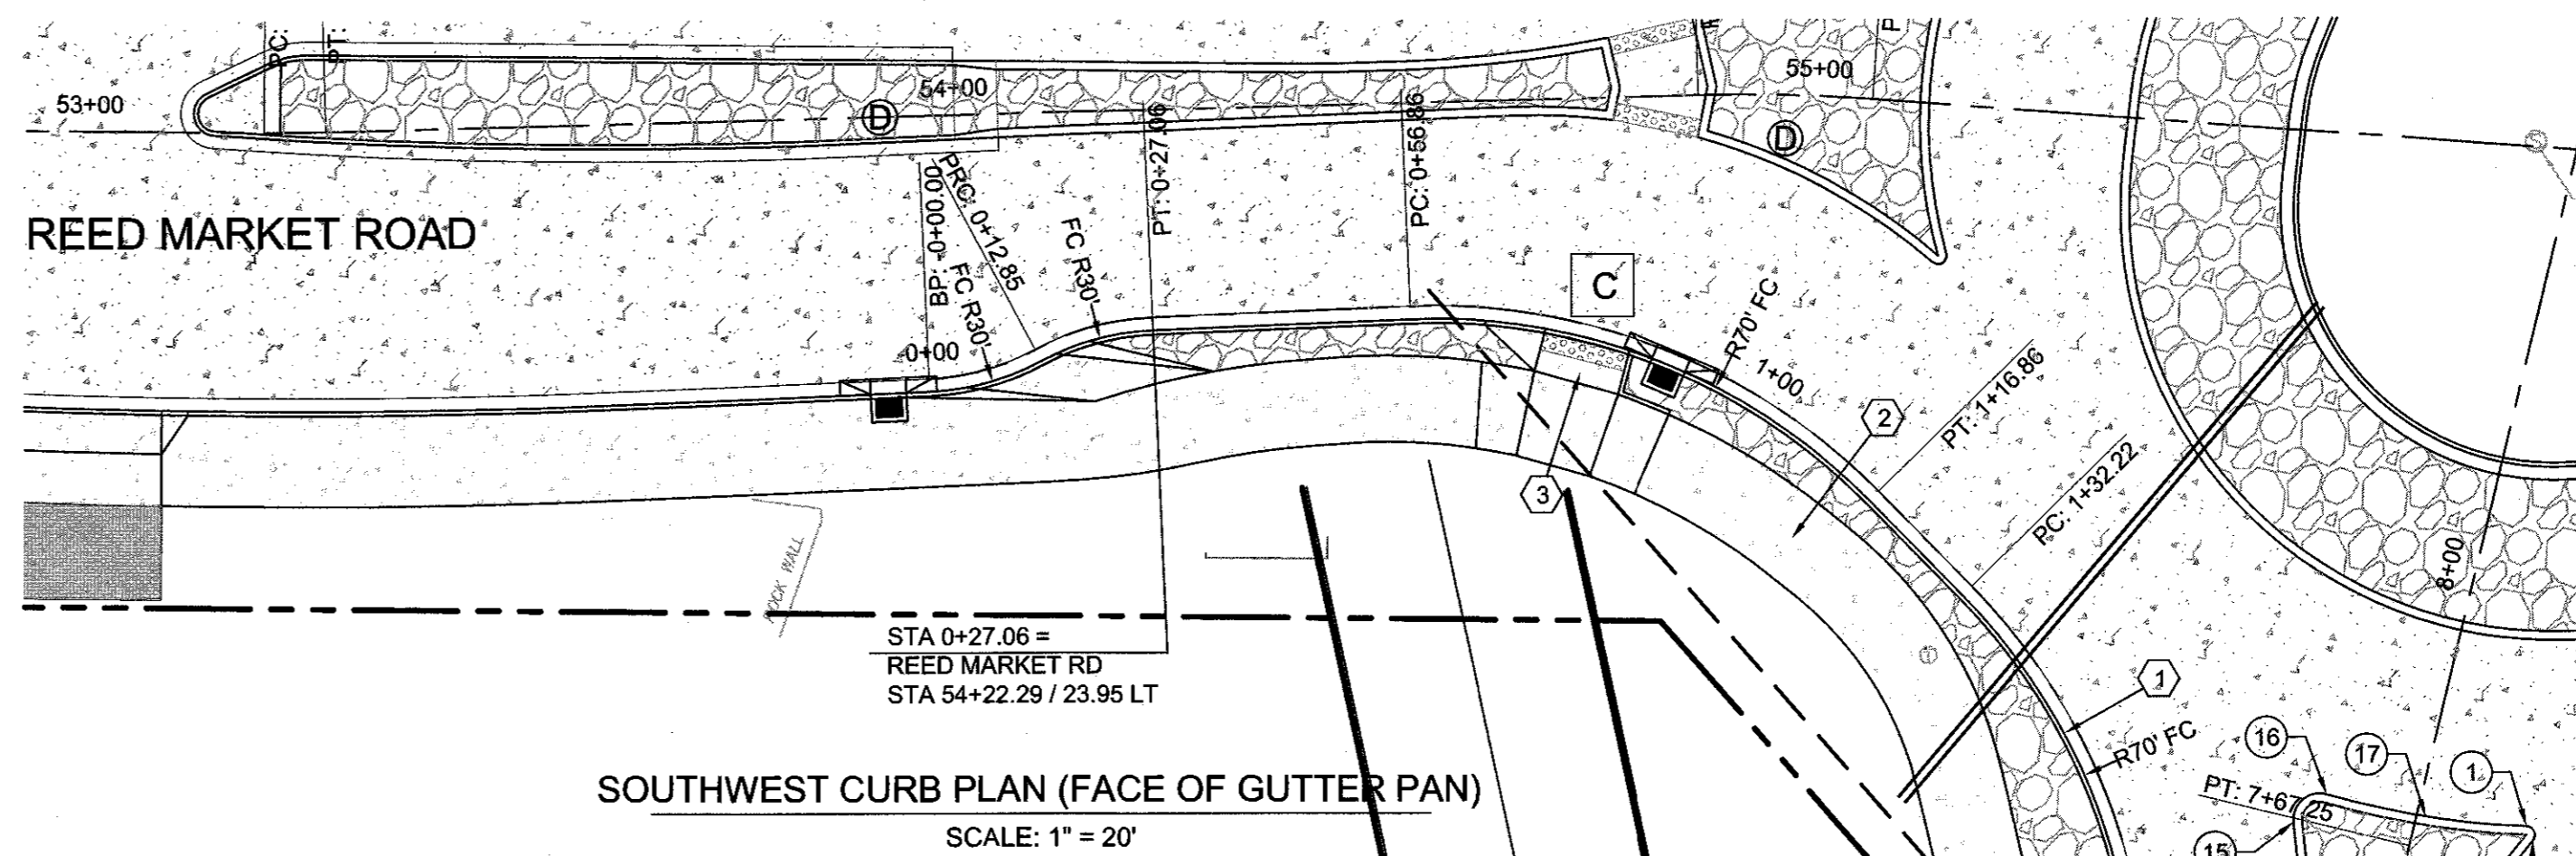 PC:
PT:
53+00
54+00
D
55+00
D
REED MARKET ROAD
BP: 0+00.00
PRC: 0+12.85
FC R30'
FC R30'
PT: 0+27.06
PC: 0+56.86
0+00
C
R70' FC
1+00
2
PT: 1+16.86
PC: 1+32.22
3
8+00
ROCK WALL
STA 0+27.06 =
REED MARKET RD
STA 54+22.29 / 23.95 LT
1
R70' FC
16
17
1
PT: 7+67.25
15
SOUTHWEST CURB PLAN (FACE OF GUTTER PAN)
SCALE: 1" = 20'